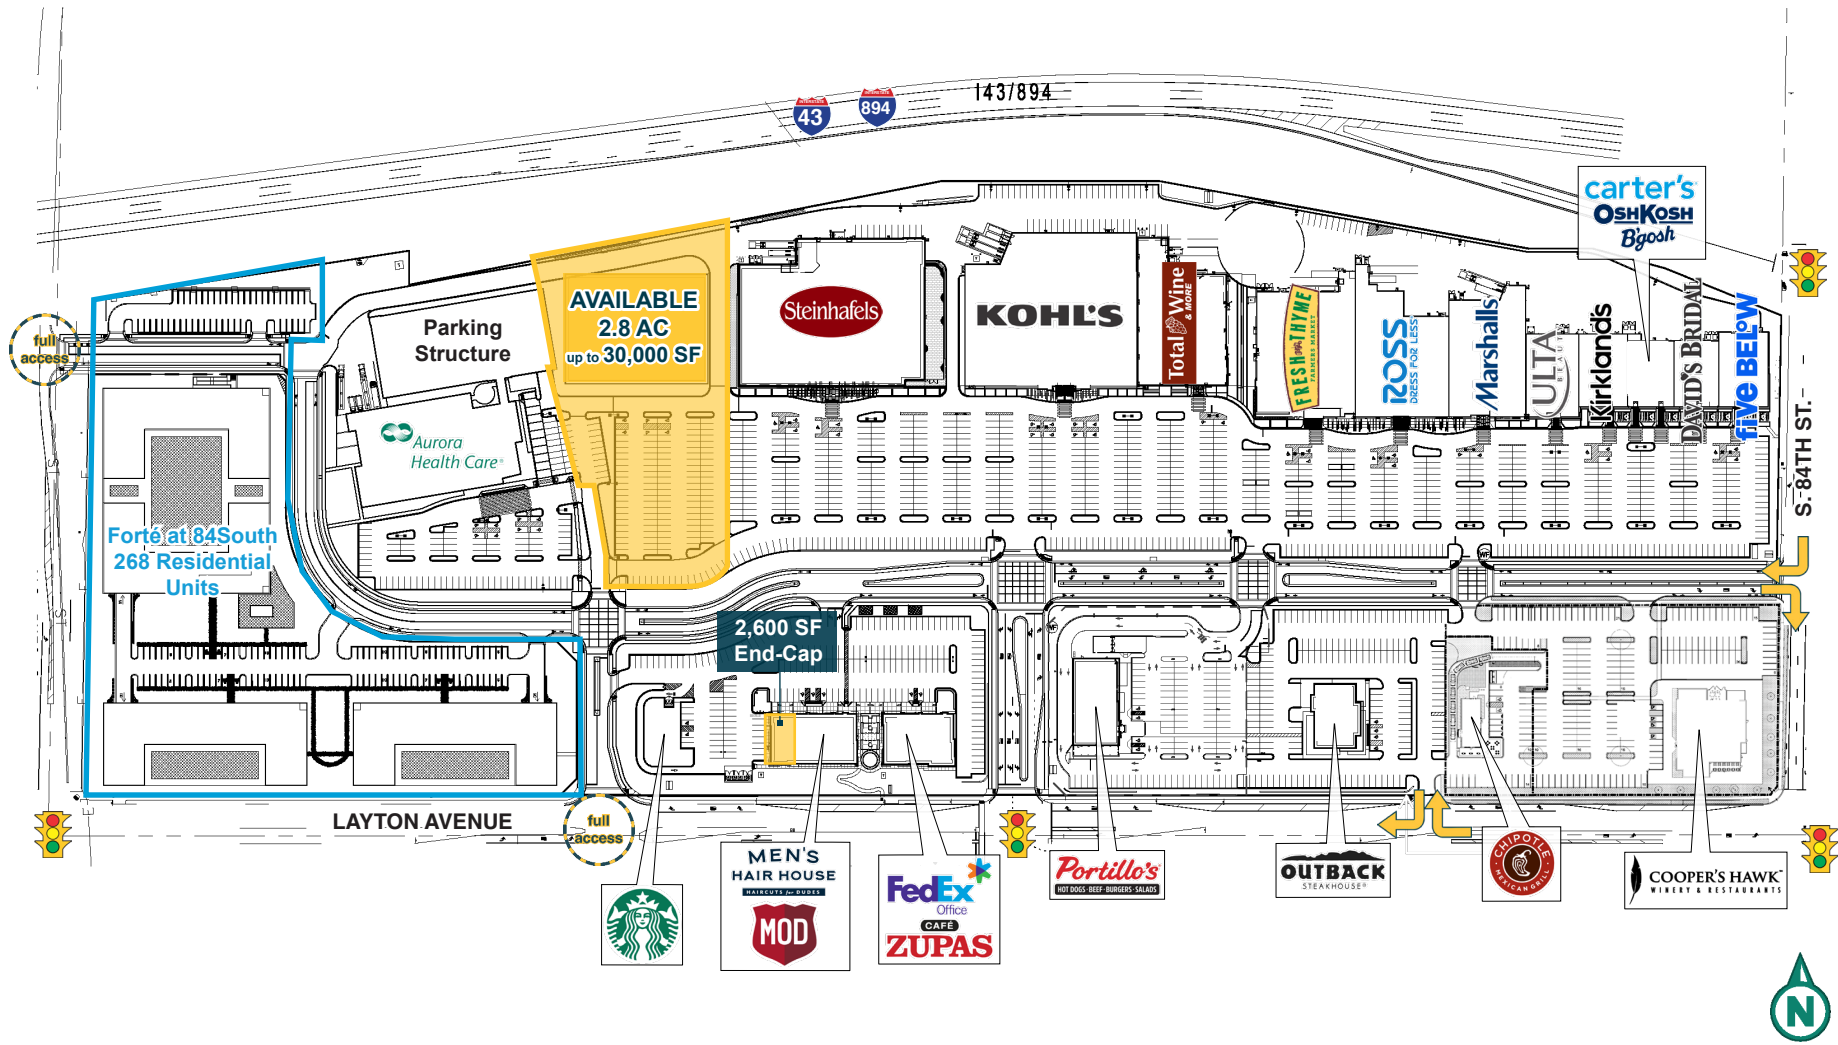 I43/894
INTERSTATE
43
INTERSTATE
894
carter's
OSHKOSH
B'gosh
full
access
Parking
Structure
AVAILABLE
2.8 AC
up to 30,000 SF
Steinhafels
KOHL'S
Total Wine
& MORE
FRESH THYME
FARMERS MARKET
ROSS
DRESS FOR LESS
Marshalls
ULTA
BEAUTY
Kirkland's
DAVID'S BRIDAL
five BELOW
S. 84TH ST.
Aurora
Health Care
Forté at 84South
268 Residential
Units
2,600 SF
End-Cap
LAYTON AVENUE
full
access
MEN'S
HAIR HOUSE
HAIRCUTS for DUDES
MOD
FedEx
Office
CAFÉ
ZUPAS
Portillo's
HOT DOGS · BEEF · BURGERS · SALADS
OUTBACK
STEAKHOUSE
CHIPOTLE
MEXICAN GRILL
COOPER'S HAWK
WINERY & RESTAURANTS
N